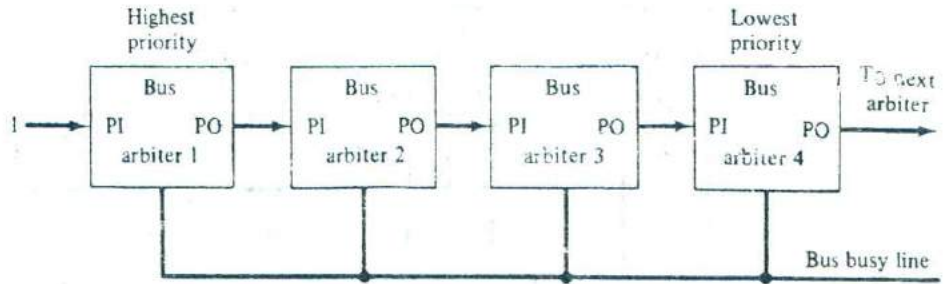 Highest
priority
Lowest
priority
Bus
PI PO
arbiter 1
Bus
PI PO
arbiter 2
Bus
PI PO
arbiter 3
Bus
PI PO
arbiter 4
1
To next
arbiter
Bus busy line